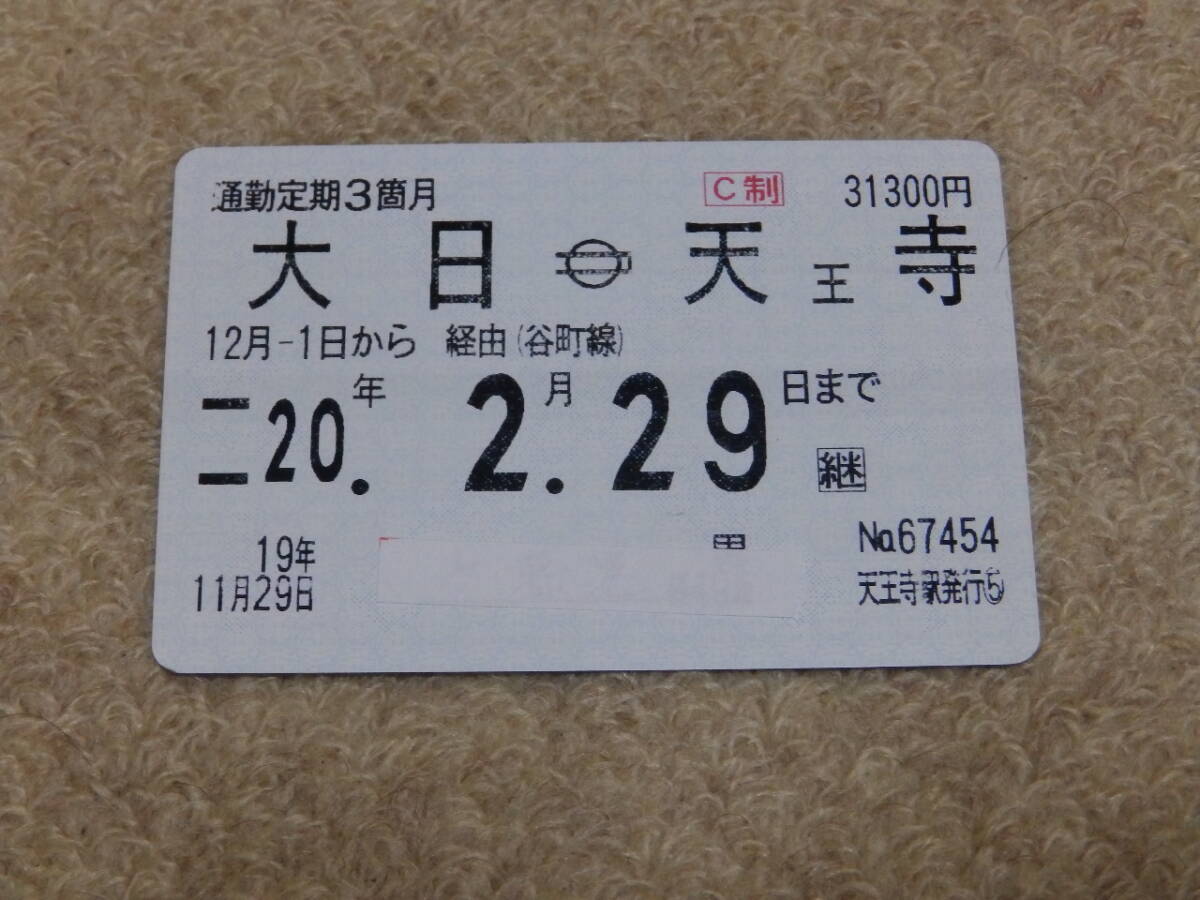 通勤定期3箇月 C制 31300円
大日 天王寺
12月-1日から 経由(谷町線)
二20年.2月.29日まで 継
19年 男 No.67454
11月29日 天王寺駅発行⑤